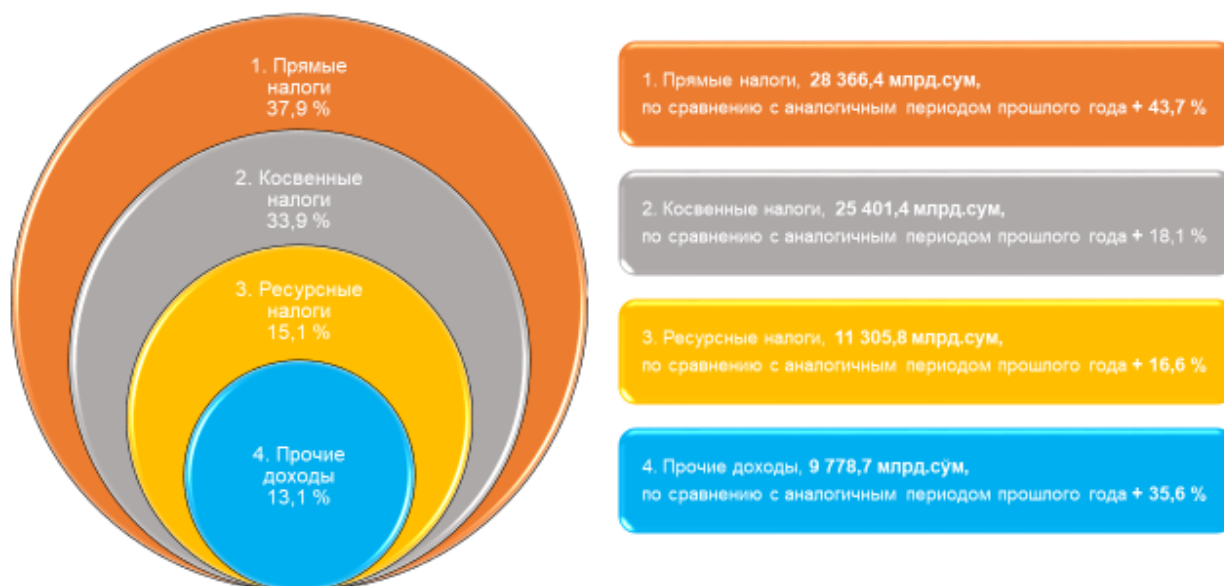 1. Прямые
налоги
37,9 %
2. Косвенные
налоги
33,9 %
3. Ресурсные
налоги
15,1 %
4. Прочие
доходы
13,1 %
1. Прямые налоги, 28 366,4 млрд.сум,
по сравнению с аналогичным периодом прошлого года + 43,7 %
2. Косвенные налоги, 25 401,4 млрд.сум,
по сравнению с аналогичным периодом прошлого года + 18,1 %
3. Ресурсные налоги, 11 305,8 млрд.сум,
по сравнению с аналогичным периодом прошлого года + 16,6 %
4. Прочие доходы, 9 778,7 млрд.сўм,
по сравнению с аналогичным периодом прошлого года + 35,6 %